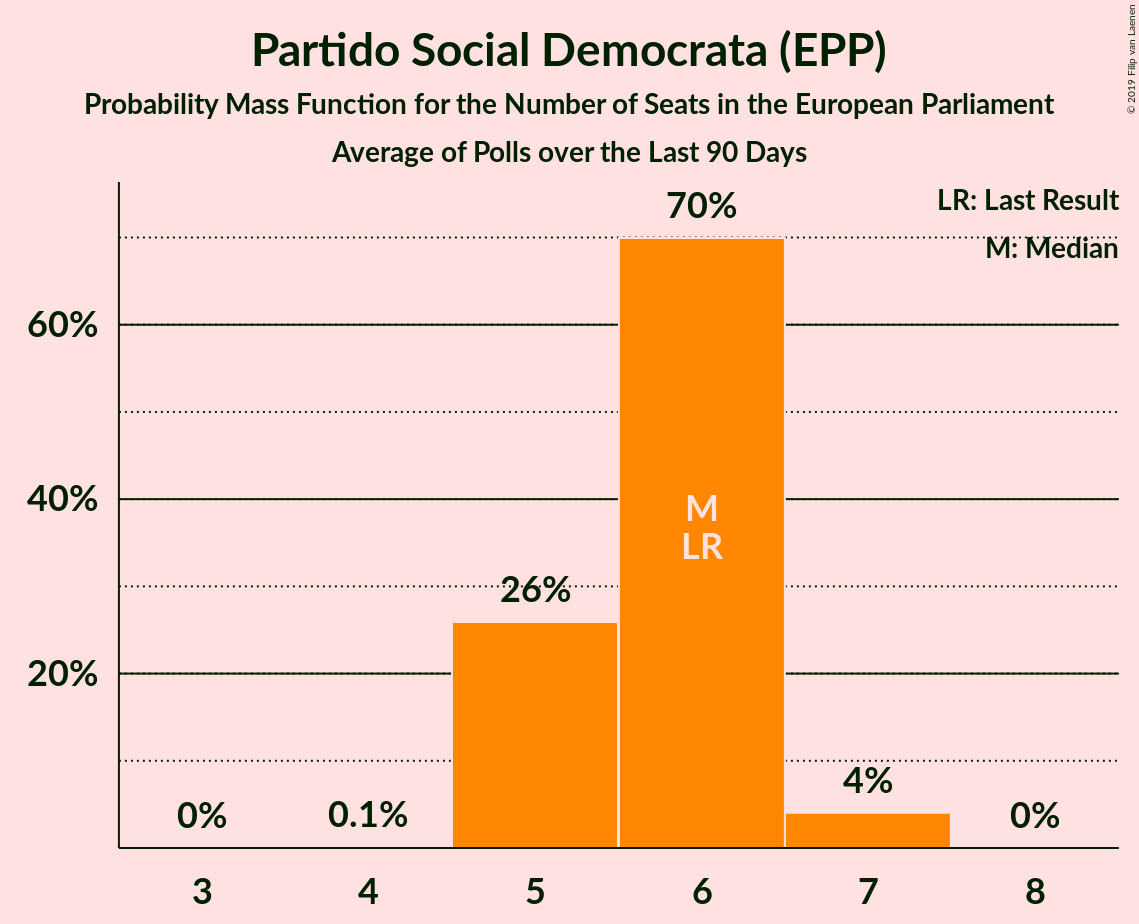 Partido Social Democrata (EPP)
Probability Mass Function for the Number of Seats in the European Parliament
Average of Polls over the Last 90 Days
© 2019 Filip van Laenen
LR: Last Result
M: Median
60%
40%
20%
0%
0.1%
26%
70%
M
LR
4%
0%
3
4
5
6
7
8